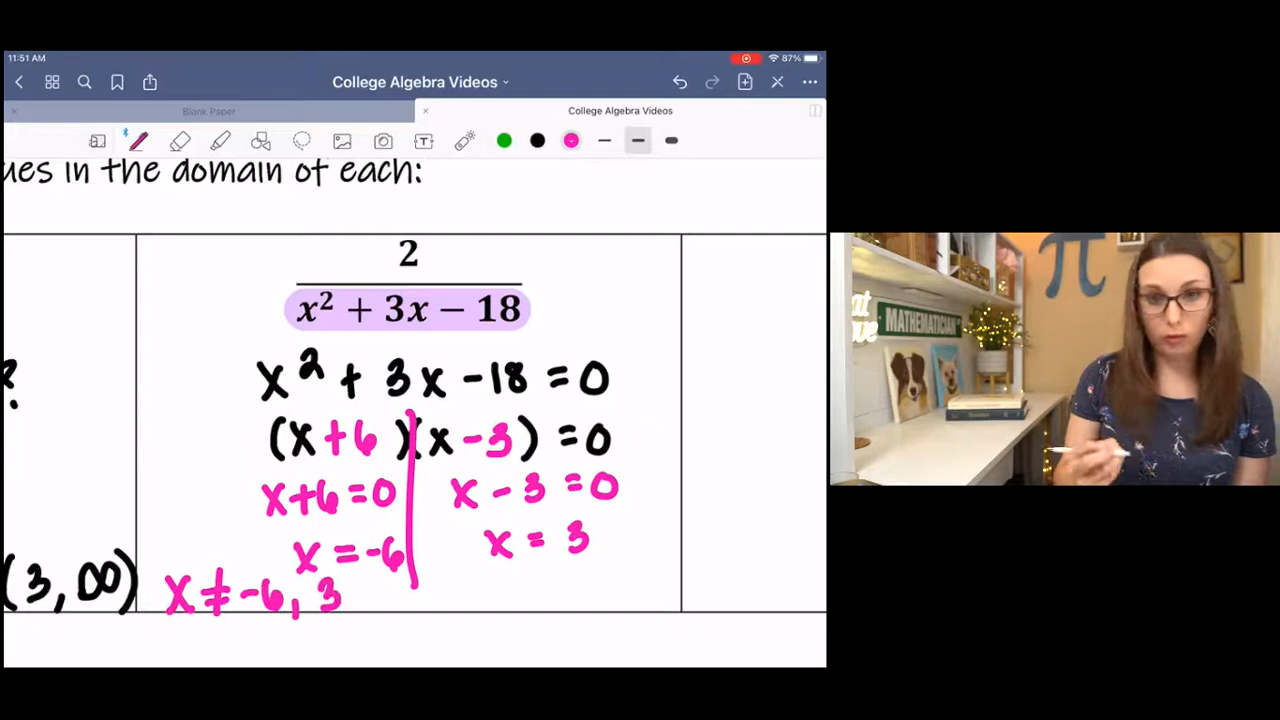 11:51 AM
87%
College Algebra Videos
Blank Paper
College Algebra Videos
ues in the domain of each:
2
x² + 3x − 18
x² + 3x - 18 = 0
(x + 6)(x - 3) = 0
x + 6 = 0 x - 3 = 0
x = -6 x = 3
(3, ∞) x ≠ -6, 3
MATHEMATICIAN